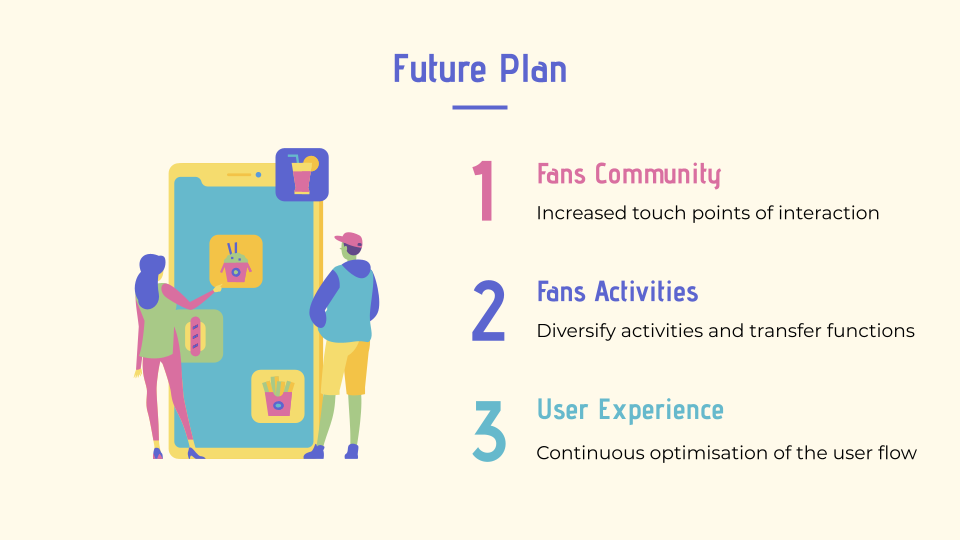 Future Plan
1
Fans Community
Increased touch points of interaction
2
Fans Activities
Diversify activities and transfer functions
3
User Experience
Continuous optimisation of the user flow